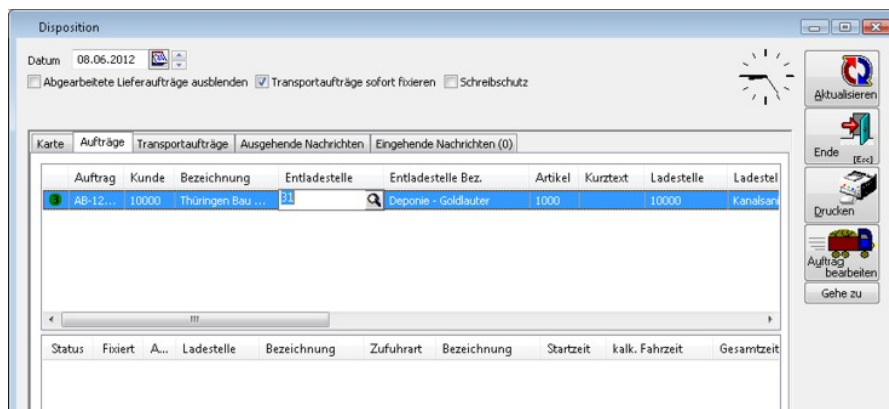 Disposition
Datum 08.06.2012
Abgearbeitete Lieferaufträge ausblenden Transportaufträge sofort fixieren Schreibschutz
Aktualisieren
Ende [Esc]
Drucken
Auftrag bearbeiten
Gehe zu
Karte Aufträge Transportaufträge Ausgehende Nachrichten Eingehende Nachrichten (0)
Auftrag Kunde Bezeichnung Entladestelle Entladestelle Bez. Artikel Kurztext Ladestelle Ladestel
3 AB-12... 10000 Thüringen Bau ... 31 Deponie - Goldlauter 1000 10000 Kanalsani
Status Fixiert A... Ladestelle Bezeichnung Zufuhrart Bezeichnung Startzeit kalk. Fahrzeit Gesamtzeit